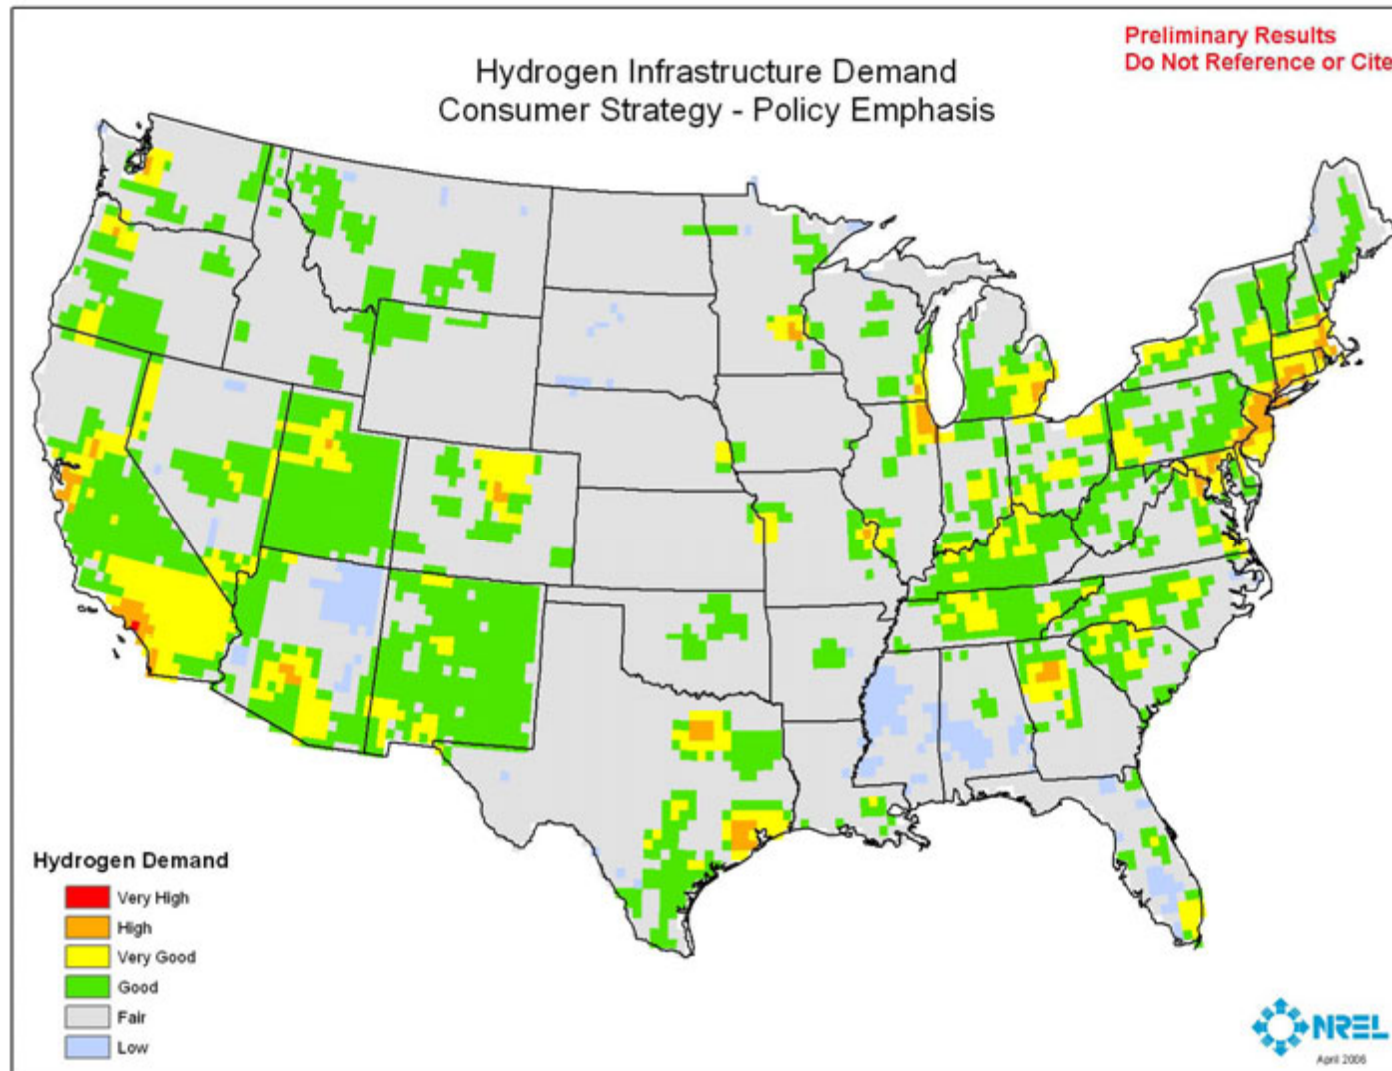 Preliminary Results
Do Not Reference or Cite
Hydrogen Infrastructure Demand
Consumer Strategy - Policy Emphasis
Hydrogen Demand
Very High
High
Very Good
Good
Fair
Low
NREL
April 2006